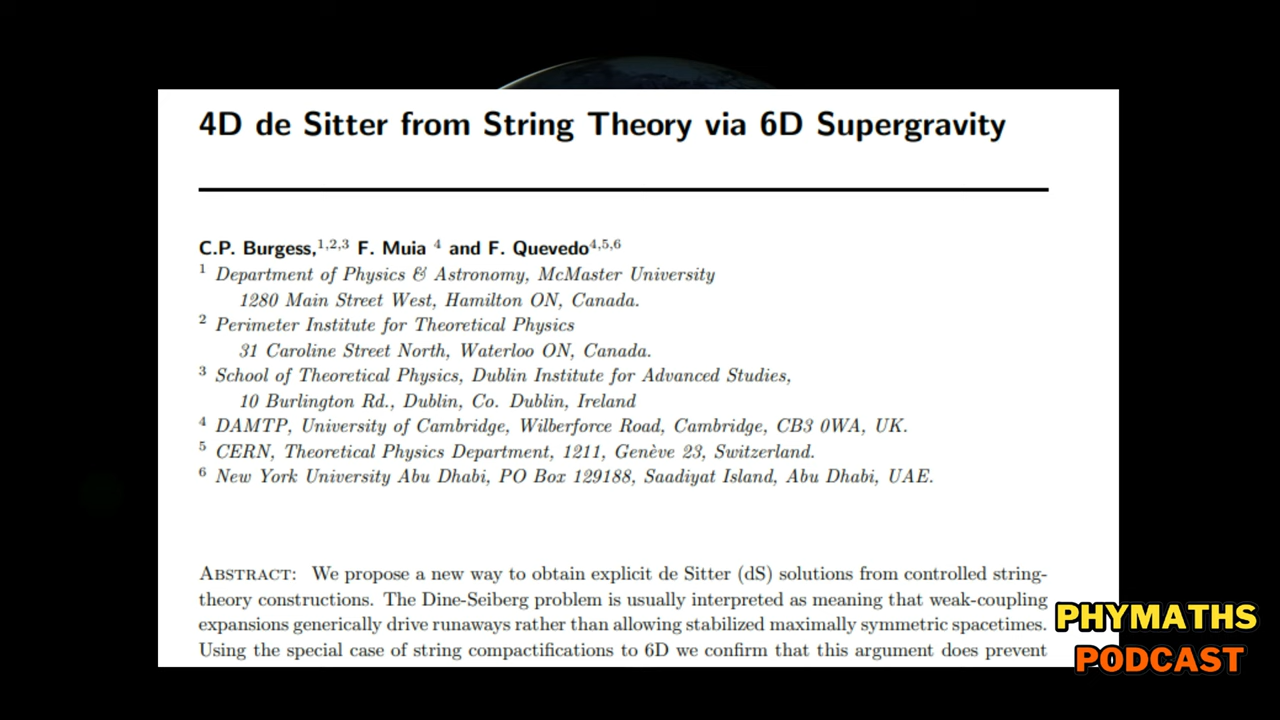 4D de Sitter from String Theory via 6D Supergravity
C.P. Burgess,1,2,3 F. Muia 4 and F. Quevedo4,5,6
1 Department of Physics & Astronomy, McMaster University
1280 Main Street West, Hamilton ON, Canada.
2 Perimeter Institute for Theoretical Physics
31 Caroline Street North, Waterloo ON, Canada.
3 School of Theoretical Physics, Dublin Institute for Advanced Studies,
10 Burlington Rd., Dublin, Co. Dublin, Ireland
4 DAMTP, University of Cambridge, Wilberforce Road, Cambridge, CB3 0WA, UK.
5 CERN, Theoretical Physics Department, 1211, Genève 23, Switzerland.
6 New York University Abu Dhabi, PO Box 129188, Saadiyat Island, Abu Dhabi, UAE.
ABSTRACT: We propose a new way to obtain explicit de Sitter (dS) solutions from controlled string-
theory constructions. The Dine-Seiberg problem is usually interpreted as meaning that weak-coupling
expansions generically drive runaways rather than allowing stabilized maximally symmetric spacetimes.
Using the special case of string compactifications to 6D we confirm that this argument does prevent
PHYMATHS
PODCAST